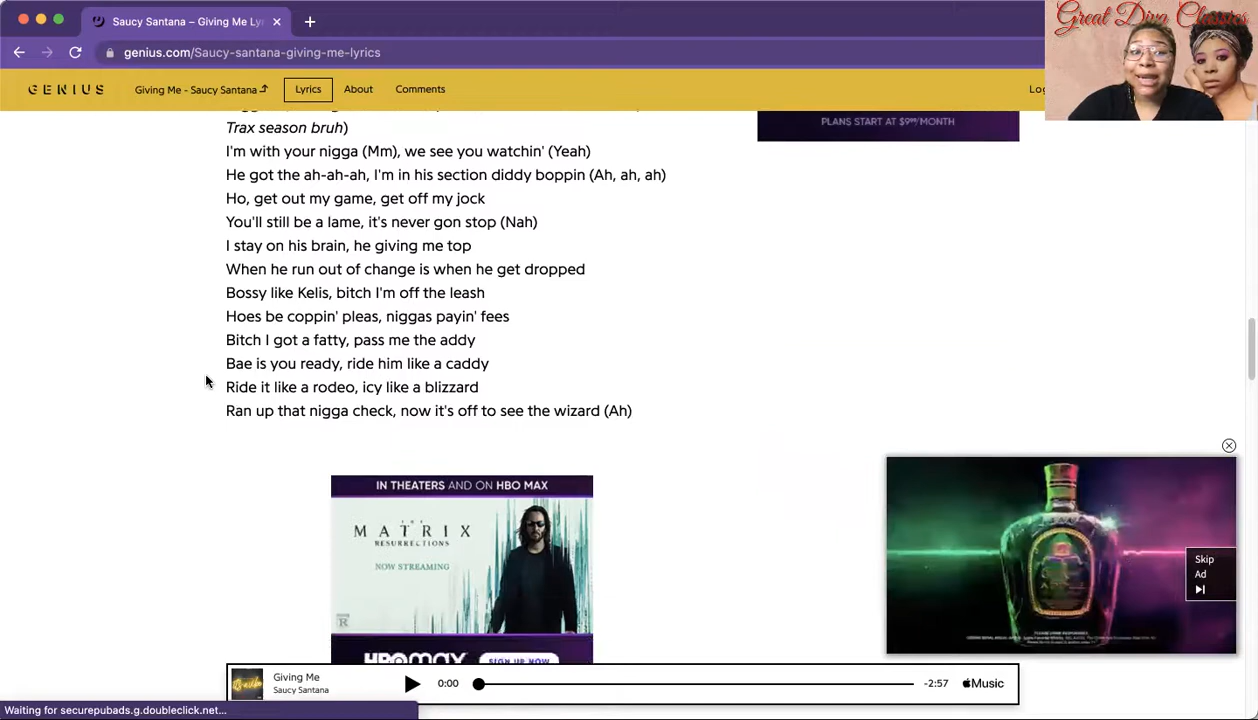 Saucy Santana – Giving Me Lyr
genius.com/Saucy-santana-giving-me-lyrics
Great Diva Classics
GENIUS
Giving Me - Saucy Santana
Lyrics
About
Comments
Trax season bruh)
PLANS START AT $9⁹⁹/MONTH
I'm with your nigga (Mm), we see you watchin' (Yeah)
He got the ah-ah-ah, I'm in his section diddy boppin (Ah, ah, ah)
Ho, get out my game, get off my jock
You'll still be a lame, it's never gon stop (Nah)
I stay on his brain, he giving me top
When he run out of change is when he get dropped
Bossy like Kelis, bitch I'm off the leash
Hoes be coppin' pleas, niggas payin' fees
Bitch I got a fatty, pass me the addy
Bae is you ready, ride him like a caddy
Ride it like a rodeo, icy like a blizzard
Ran up that nigga check, now it's off to see the wizard (Ah)
IN THEATERS AND ON HBO MAX
THE
MATRIX
RESURRECTIONS
NOW STREAMING
R
HBOMAX
SIGN UP NOW
Skip
Ad
Giving Me
Saucy Santana
0:00
-2:57
Music
Waiting for securepubads.g.doubleclick.net...